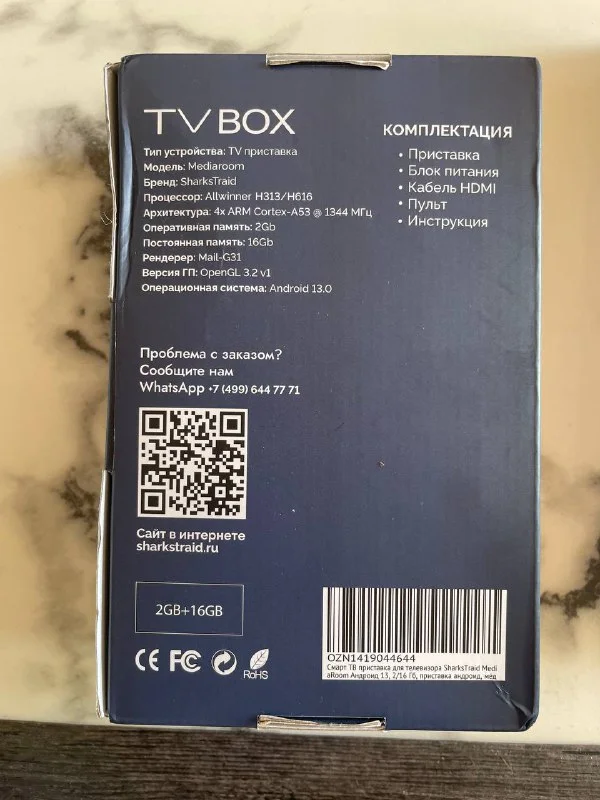 TV BOX
Тип устройства: TV приставка
Модель: Mediaroom
Бренд: SharksTraid
Процессор: Allwinner H313/H616
Архитектура: 4x ARM Cortex-A53 @ 1344 МГц
Оперативная память: 2Gb
Постоянная память: 16Gb
Рендерер: Mail-G31
Версия ГП: OpenGL 3.2 v1
Операционная система: Android 13.0
КОМПЛЕКТАЦИЯ
• Приставка
• Блок питания
• Кабель HDMI
• Пульт
• Инструкция
Проблема с заказом?
Сообщите нам
WhatsApp +7 (499) 644 77 71
Сайт в интернете
sharkstraid.ru
2GB+16GB
CE FC RoHS
OZN1419044644
Смарт ТВ приставка для телевизора SharksTraid Medi
aRoom Андроид 13, 2/16 Гб, приставка андроид, мед